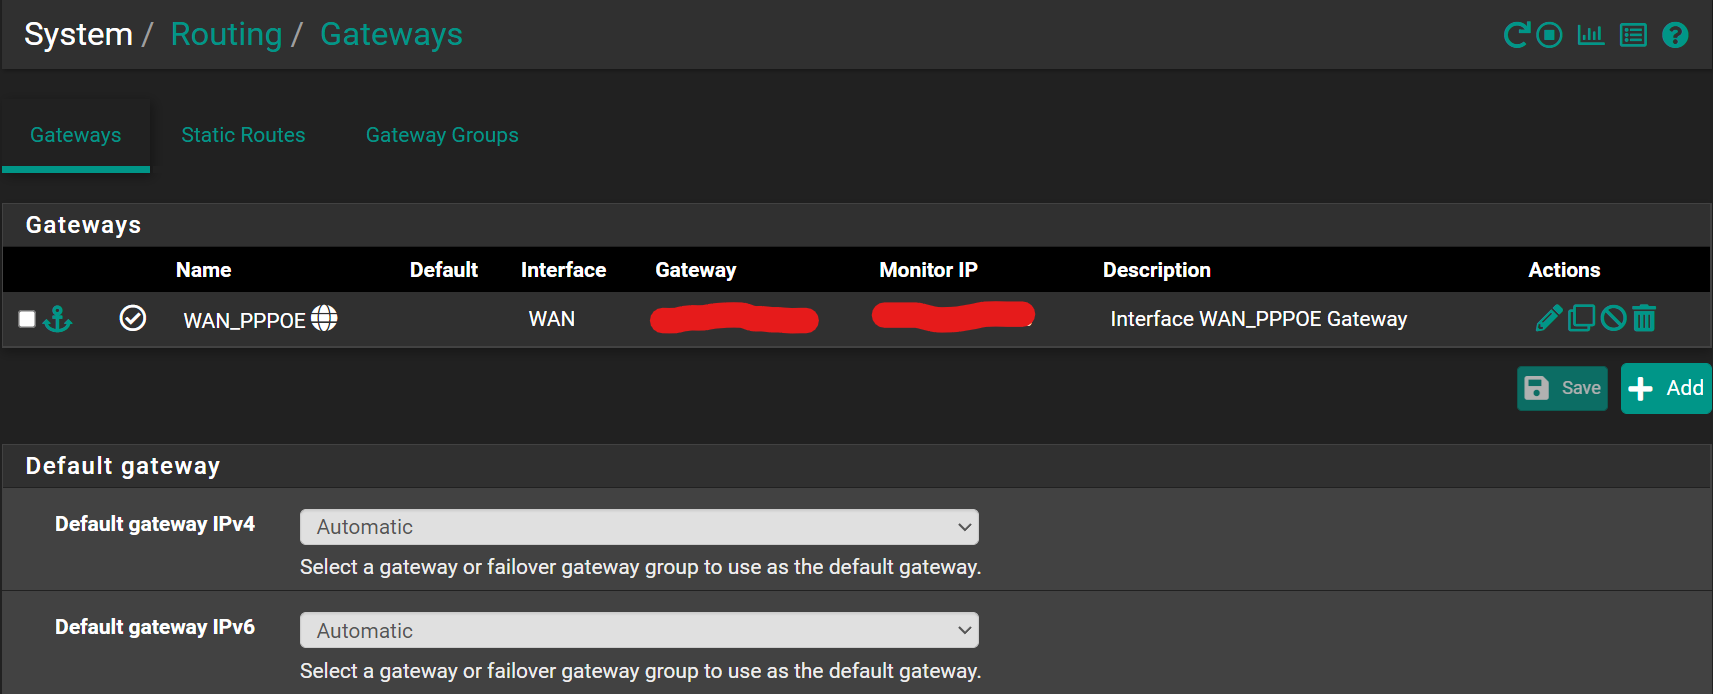 System / Routing / Gateways
Gateways Static Routes Gateway Groups
Gateways
Name Default Interface Gateway Monitor IP Description Actions
WAN_PPPOE WAN Interface WAN_PPPOE Gateway
Save Add
Default gateway
Default gateway IPv4 Automatic
Select a gateway or failover gateway group to use as the default gateway.
Default gateway IPv6 Automatic
Select a gateway or failover gateway group to use as the default gateway.